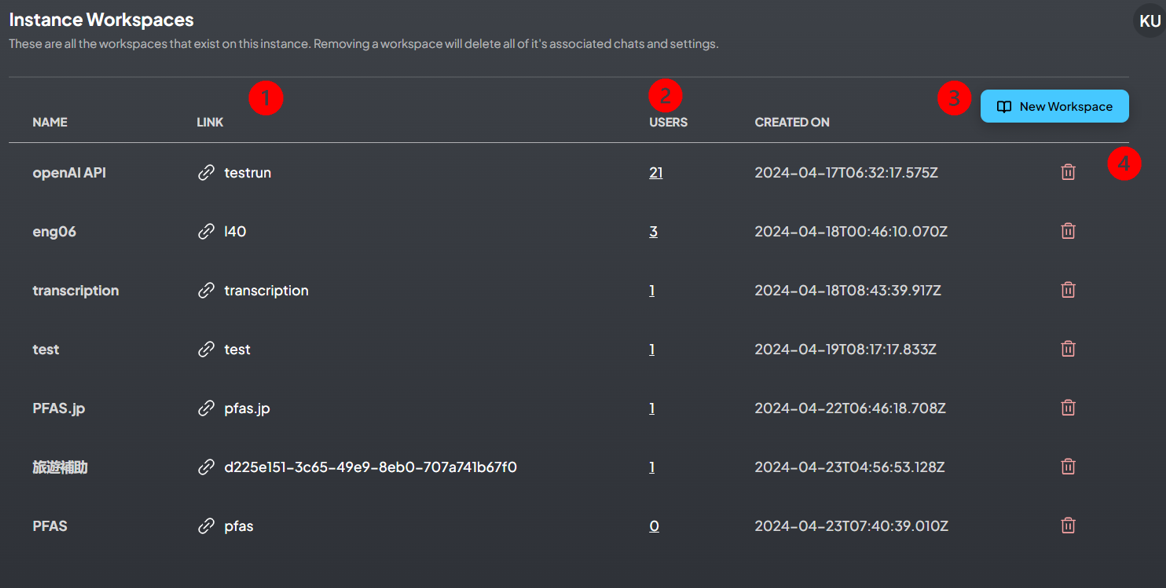 Instance Workspaces
KU
These are all the workspaces that exist on this instance. Removing a workspace will delete all of it's associated chats and settings.
1
2
3
New Workspace
NAME LINK USERS CREATED ON
4
openAI API testrun 21 2024-04-17T06:32:17.575Z
eng06 l40 3 2024-04-18T00:46:10.070Z
transcription transcription 1 2024-04-18T08:43:39.917Z
test test 1 2024-04-19T08:17:17.833Z
PFAS.jp pfas.jp 1 2024-04-22T06:46:18.708Z
旅遊補助 d225e151-3c65-49e9-8eb0-707a741b67f0 1 2024-04-23T04:56:53.128Z
PFAS pfas 0 2024-04-23T07:40:39.010Z